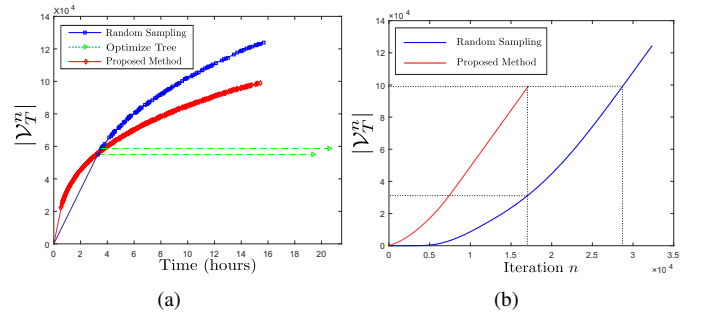 ×10⁴
14
12
10
8
6
4
2
0
|𝒱ⁿ_T|
Random Sampling
Optimize Tree
Proposed Method
0 2 4 6 8 10 12 14 16 18 20
Time (hours)
(a)
×10⁴
14
12
10
8
6
4
2
0
|𝒱ⁿ_T|
Random Sampling
Proposed Method
0 0.5 1 1.5 2 2.5 3 3.5
Iteration n
×10⁴
(b)